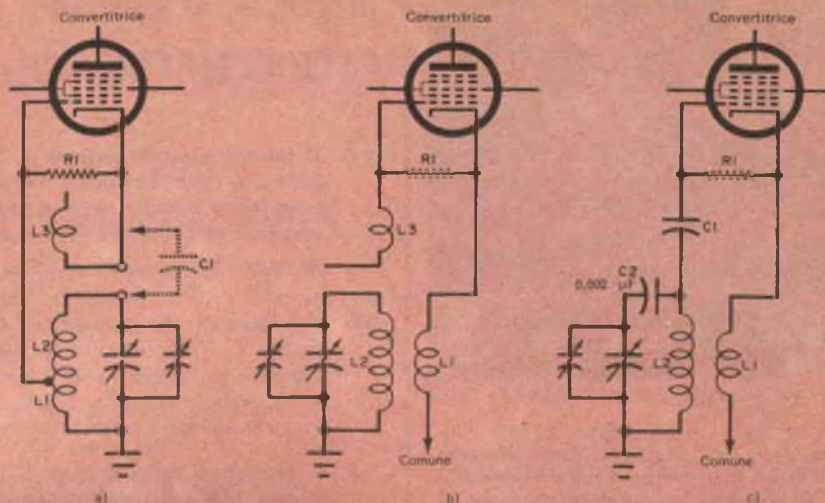 Convertitrice
Convertitrice
Convertitrice
R1
R1
R1
L3
C1
L3
C1
C2
0,002 µF
L2
L1
L2
L1
L2
L1
Comune
Comune
a)
b)
c)